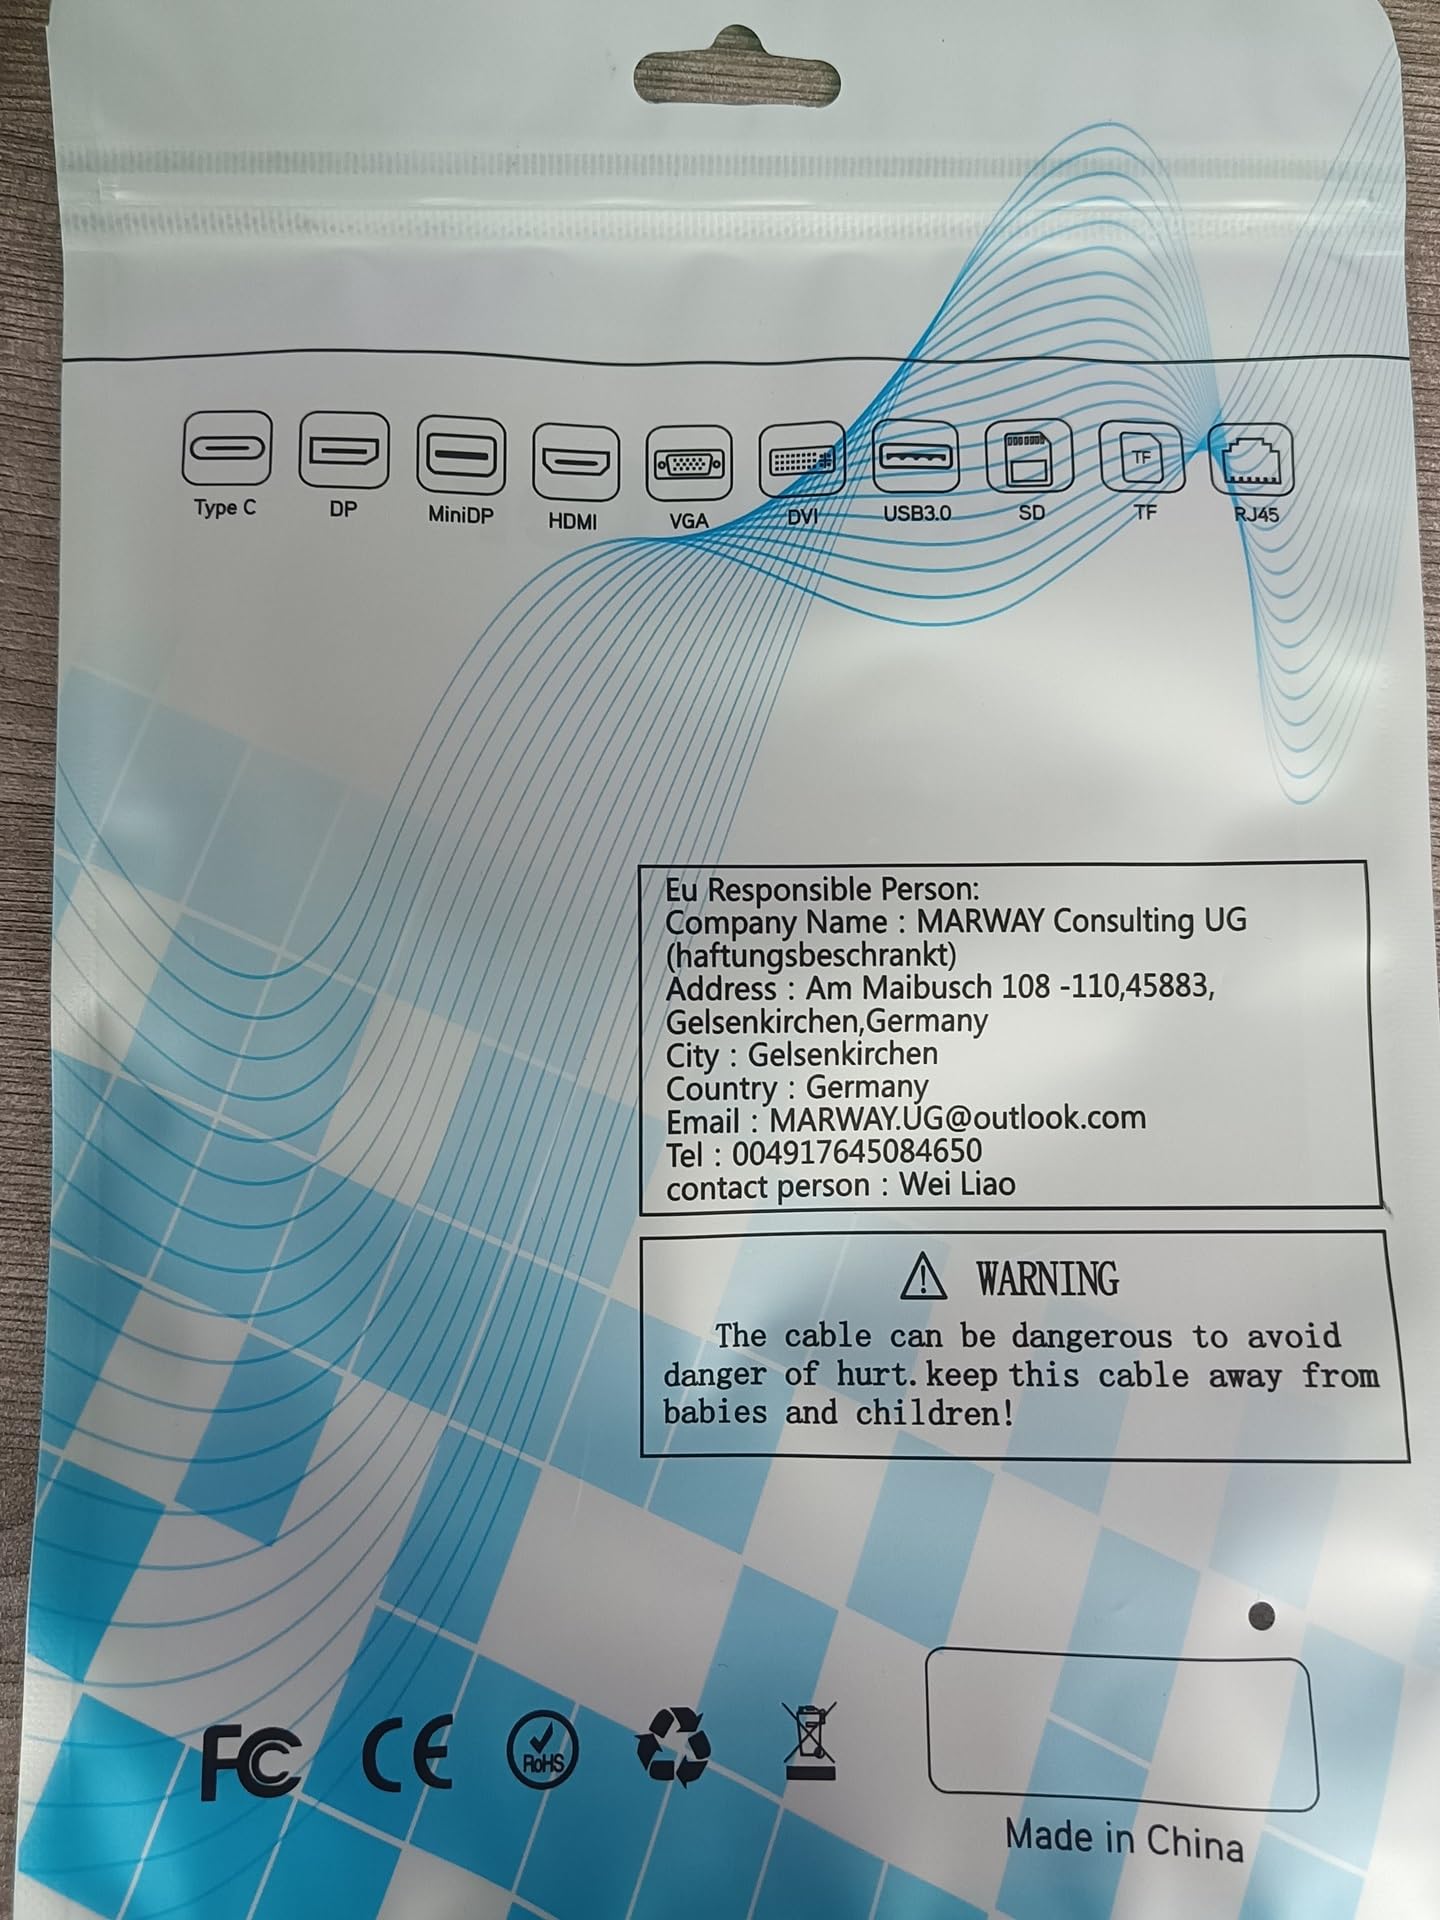 Type C DP MiniDP HDMI VGA DVI USB3.0 SD TF RJ45
TF
Eu Responsible Person:
Company Name : MARWAY Consulting UG
(haftungsbeschrankt)
Address : Am Maibusch 108 -110,45883,
Gelsenkirchen,Germany
City : Gelsenkirchen
Country : Germany
Email : MARWAY.UG@outlook.com
Tel : 004917645084650
contact person : Wei Liao
WARNING
The cable can be dangerous to avoid
danger of hurt. keep this cable away from
babies and children!
FC CE RoHS
Made in China